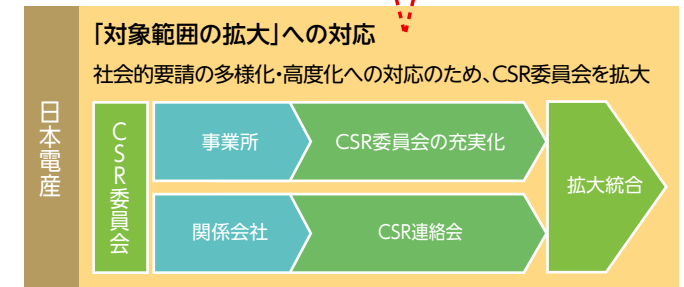 「対象範囲の拡大」への対応
社会的要請の多様化・高度化への対応のため、CSR委員会を拡大
日本電産
CSR委員会
事業所
CSR委員会の充実化
関係会社
CSR連絡会
拡大統合